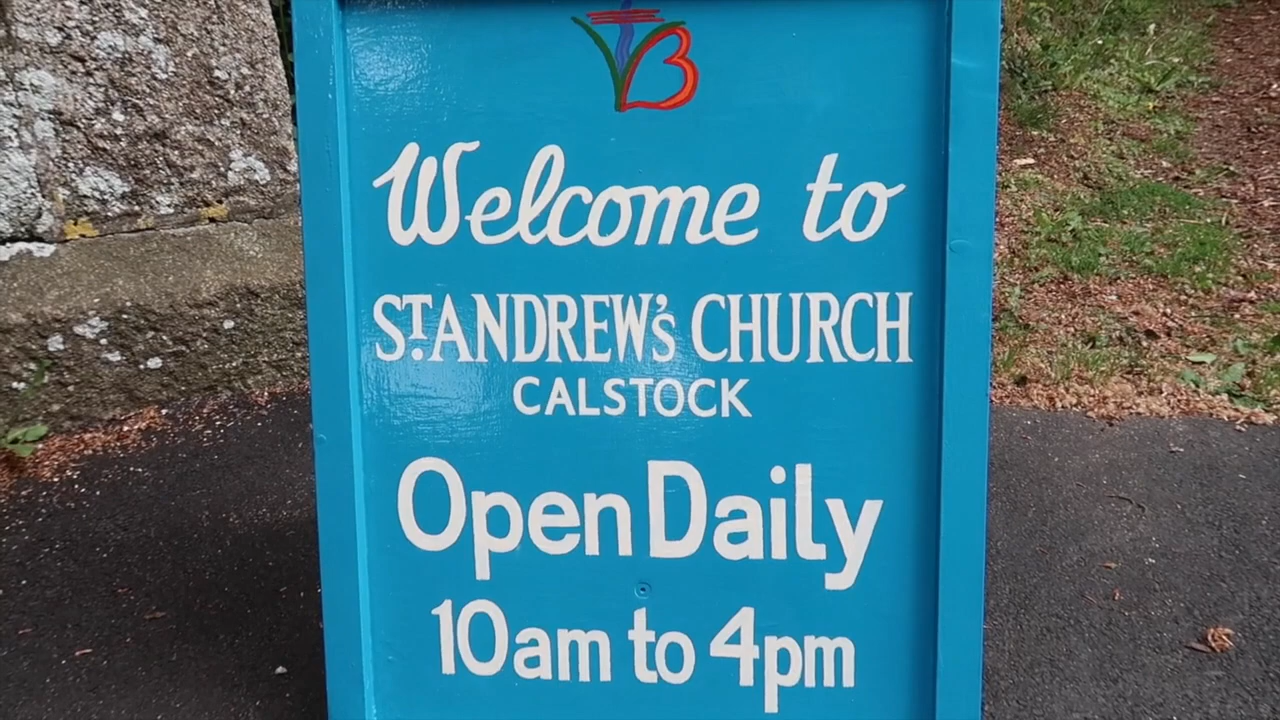 Welcome to
ST. ANDREW'S CHURCH
CALSTOCK
Open Daily
10am to 4pm